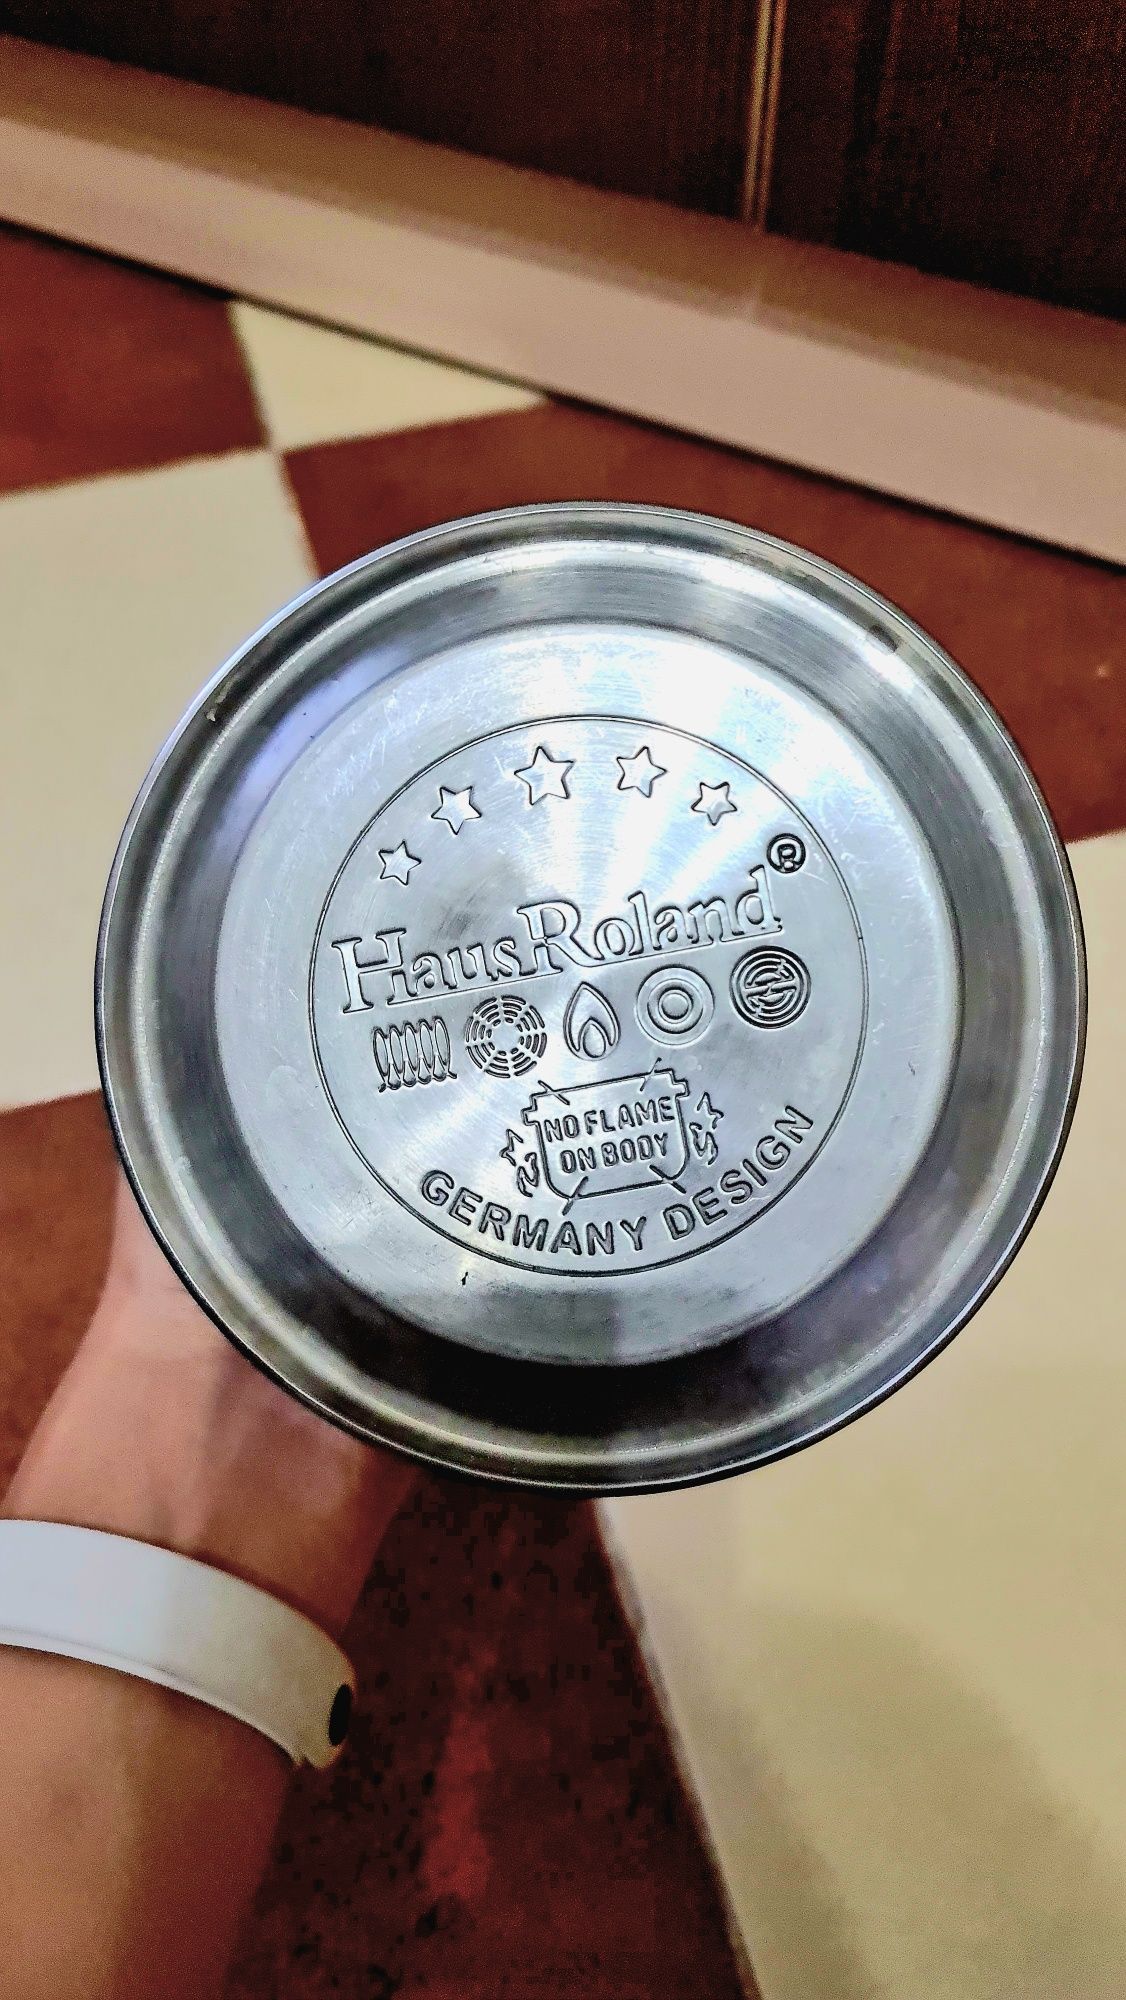 HausRoland®
NO FLAME
ON BODY
GERMANY DESIGN